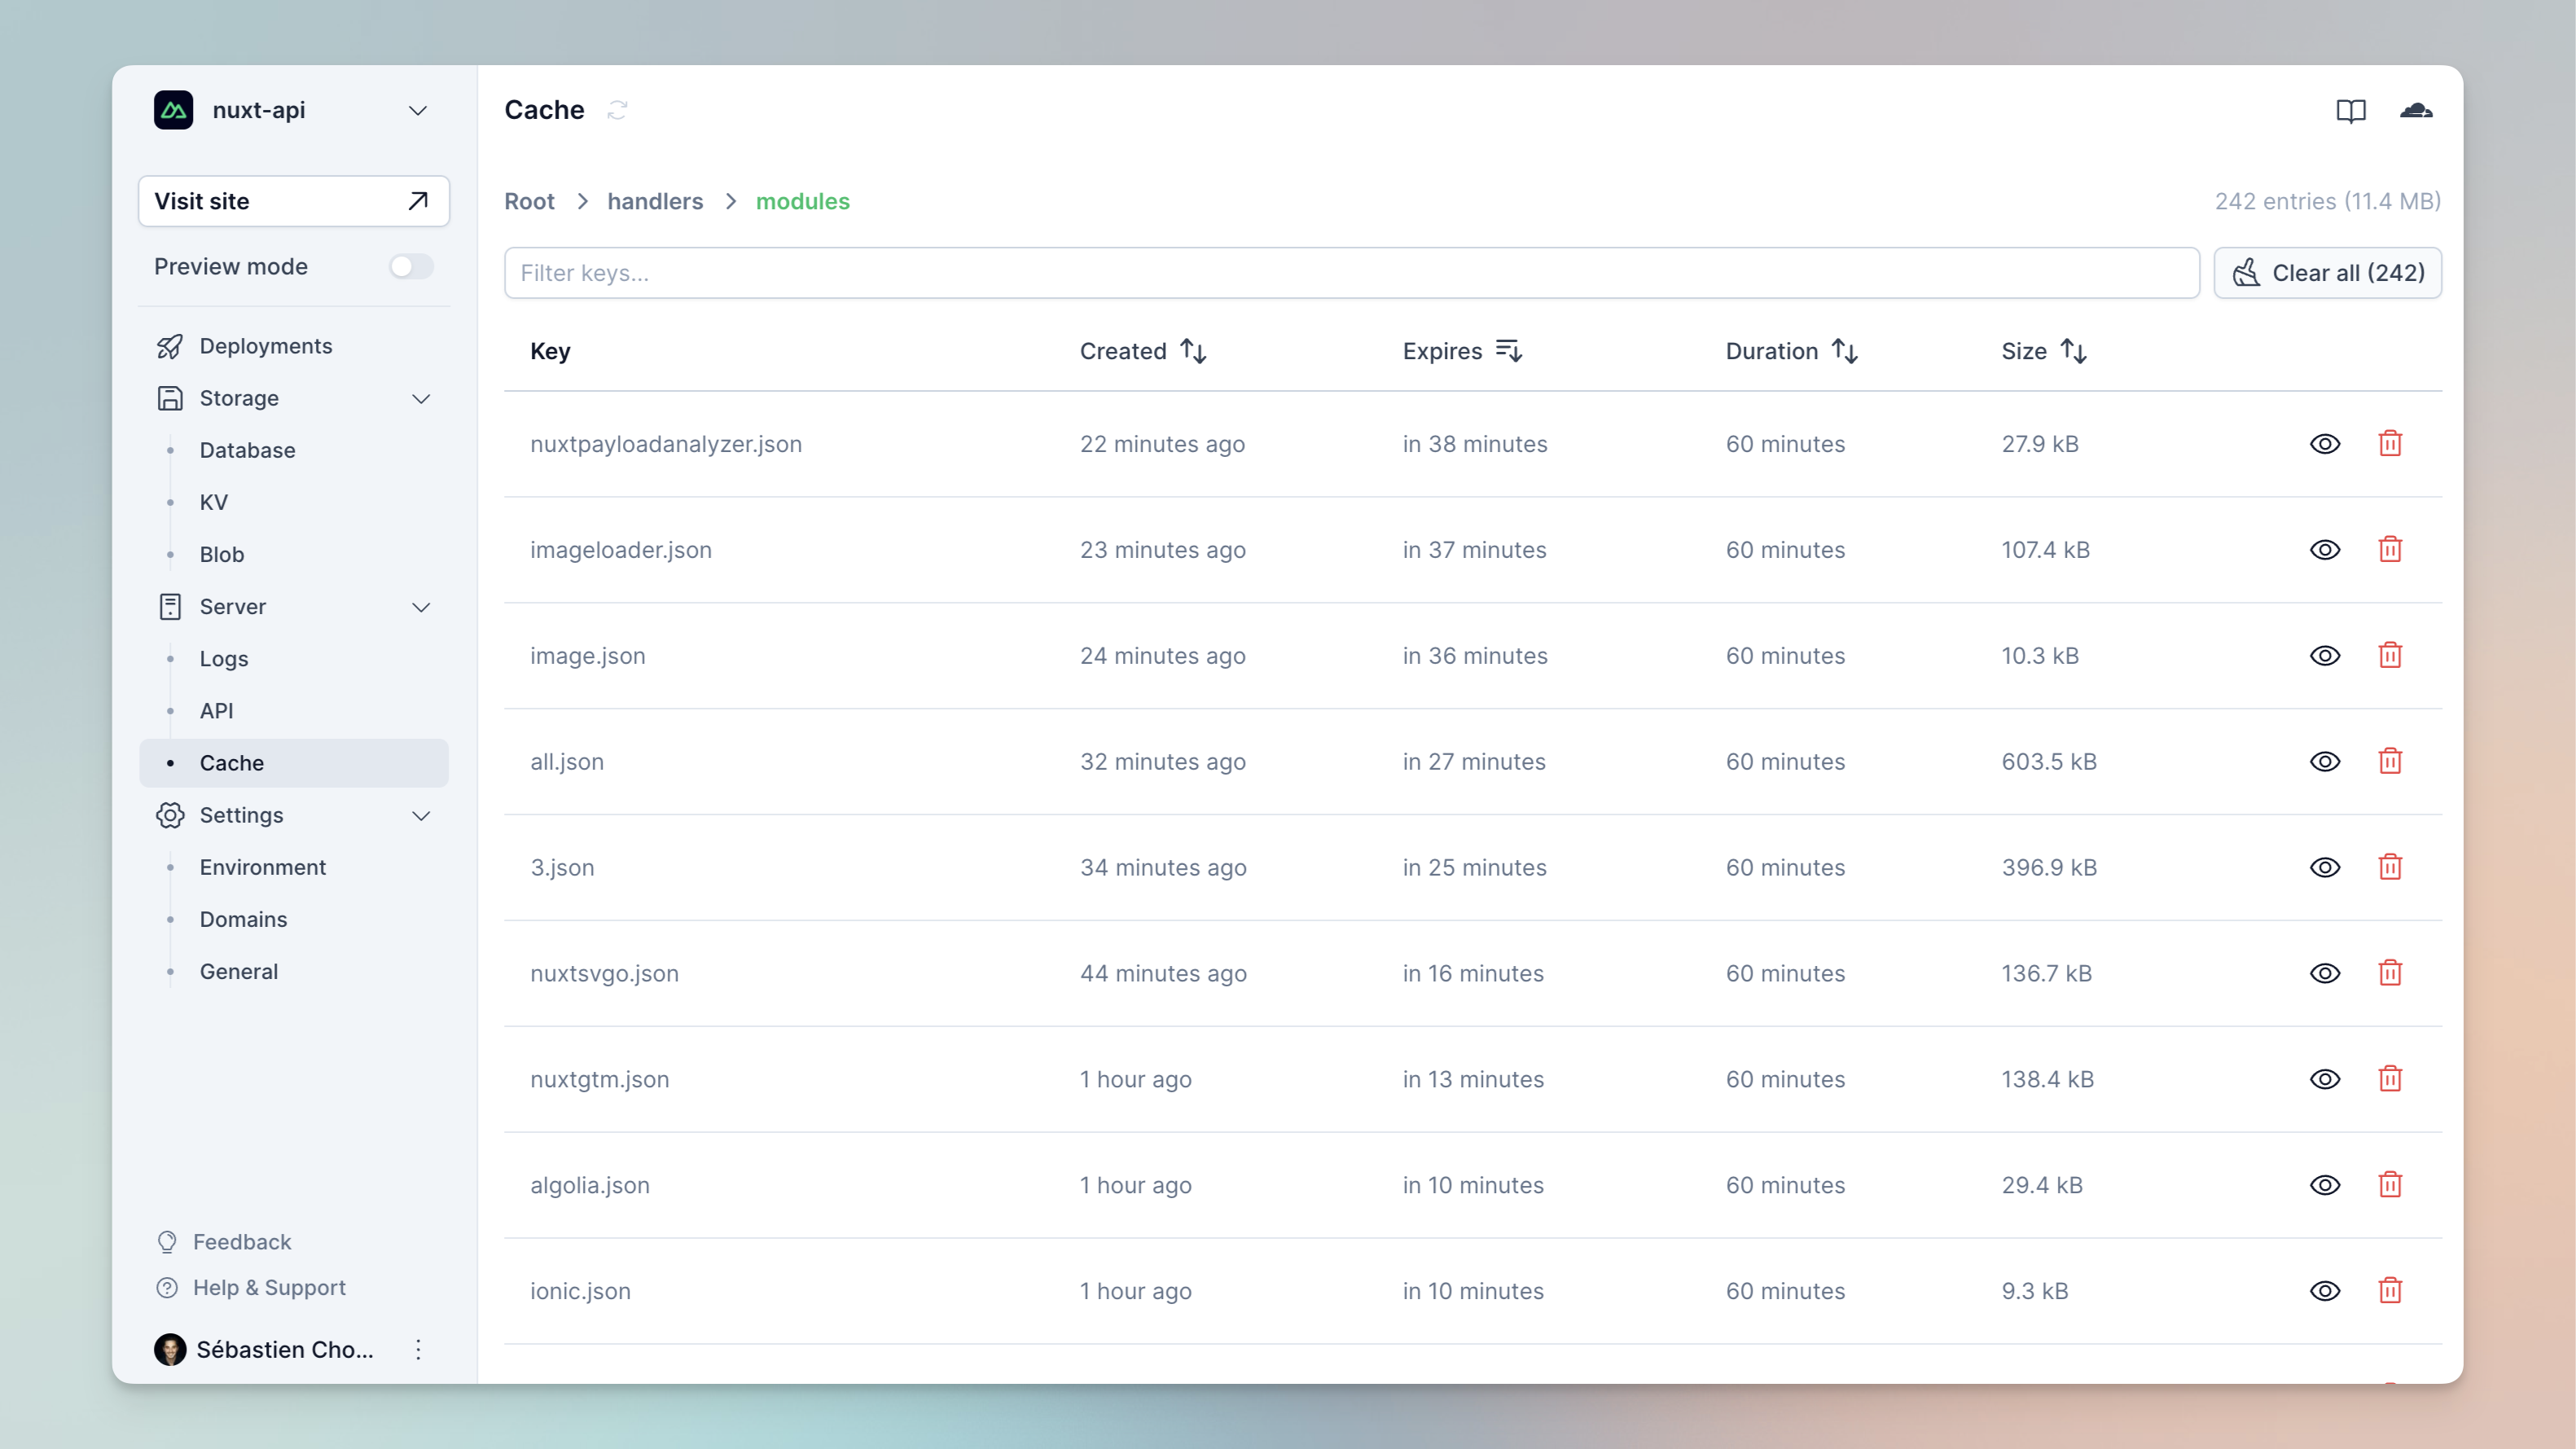 nuxt-api
Visit site
Preview mode
Deployments
Storage
Database
KV
Blob
Server
Logs
API
Cache
Settings
Environment
Domains
General
Feedback
Help & Support
Sébastien Cho...
Cache
Root > handlers > modules
242 entries (11.4 MB)
Filter keys...
Clear all (242)
Key Created Expires Duration Size
nuxtpayloadanalyzer.json 22 minutes ago in 38 minutes 60 minutes 27.9 kB
imageloader.json 23 minutes ago in 37 minutes 60 minutes 107.4 kB
image.json 24 minutes ago in 36 minutes 60 minutes 10.3 kB
all.json 32 minutes ago in 27 minutes 60 minutes 603.5 kB
3.json 34 minutes ago in 25 minutes 60 minutes 396.9 kB
nuxtsvgo.json 44 minutes ago in 16 minutes 60 minutes 136.7 kB
nuxtgtm.json 1 hour ago in 13 minutes 60 minutes 138.4 kB
algolia.json 1 hour ago in 10 minutes 60 minutes 29.4 kB
ionic.json 1 hour ago in 10 minutes 60 minutes 9.3 kB